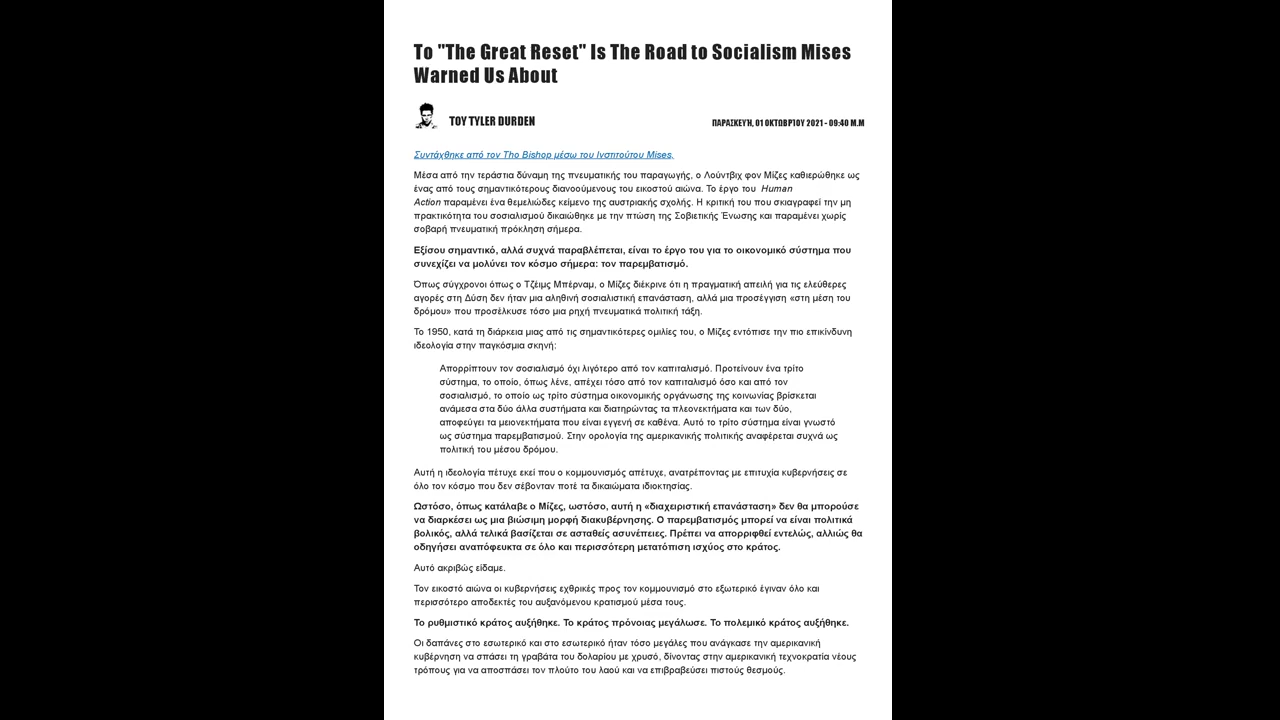 To "The Great Reset" Is The Road to Socialism Mises
Warned Us About
ΤΟΥ TYLER DURDEN
ΠΑΡΑΣΚΕΥΉ, 01 ΟΚΤΩΒΡΊΟΥ 2021 - 09:40 Μ.Μ
Συντάχθηκε από τον Tho Bishop μέσω του Ινστιτούτου Mises,
Μέσα από την τεράστια δύναμη της πνευματικής του παραγωγής, ο Λούντβιχ φον Μίζες καθιερώθηκε ως
ένας από τους σημαντικότερους διανοούμενους του εικοστού αιώνα. Το έργο του Human
Action παραμένει ένα θεμελιώδες κείμενο της αυστριακής σχολής. Η κριτική του που σκιαγραφεί την μη
πρακτικότητα του σοσιαλισμού δικαιώθηκε με την πτώση της Σοβιετικής Ένωσης και παραμένει χωρίς
σοβαρή πνευματική πρόκληση σήμερα.
Εξίσου σημαντικό, αλλά συχνά παραβλέπεται, είναι το έργο του για το οικονομικό σύστημα που
συνεχίζει να μολύνει τον κόσμο σήμερα: τον παρεμβατισμό.
Όπως σύγχρονοι όπως ο Τζέιμς Μπέρναμ, ο Μίζες διέκρινε ότι η πραγματική απειλή για τις ελεύθερες
αγορές στη Δύση δεν ήταν μια αληθινή σοσιαλιστική επανάσταση, αλλά μια προσέγγιση «στη μέση του
δρόμου» που προσέλκυσε τόσο μια ρηχή πνευματικά πολιτική τάξη.
Το 1950, κατά τη διάρκεια μιας από τις σημαντικότερες ομιλίες του, ο Μίζες εντόπισε την πιο επικίνδυνη
ιδεολογία στην παγκόσμια σκηνή:
Απορρίπτουν τον σοσιαλισμό όχι λιγότερο από τον καπιταλισμό. Προτείνουν ένα τρίτο
σύστημα, το οποίο, όπως λένε, απέχει τόσο από τον καπιταλισμό όσο και από τον
σοσιαλισμό, το οποίο ως τρίτο σύστημα οικονομικής οργάνωσης της κοινωνίας βρίσκεται
ανάμεσα στα δύο άλλα συστήματα και διατηρώντας τα πλεονεκτήματα και των δύο,
αποφεύγει τα μειονεκτήματα που είναι εγγενή σε καθένα. Αυτό το τρίτο σύστημα είναι γνωστό
ως σύστημα παρεμβατισμού. Στην ορολογία της αμερικανικής πολιτικής αναφέρεται συχνά ως
πολιτική του μέσου δρόμου.
Αυτή η ιδεολογία πέτυχε εκεί που ο κομμουνισμός απέτυχε, ανατρέποντας με επιτυχία κυβερνήσεις σε
όλο τον κόσμο που δεν σέβονταν ποτέ τα δικαιώματα ιδιοκτησίας.
Ωστόσο, όπως κατάλαβε ο Μίζες, ωστόσο, αυτή η «διαχειριστική επανάσταση» δεν θα μπορούσε
να διαρκέσει ως μια βιώσιμη μορφή διακυβέρνησης. Ο παρεμβατισμός μπορεί να είναι πολιτικά
βολικός, αλλά τελικά βασίζεται σε ασταθείς ασυνέπειες. Πρέπει να απορριφθεί εντελώς, αλλιώς θα
οδηγήσει αναπόφευκτα σε όλο και περισσότερη μετατόπιση ισχύος στο κράτος.
Αυτό ακριβώς είδαμε.
Τον εικοστό αιώνα οι κυβερνήσεις εχθρικές προς τον κομμουνισμό στο εξωτερικό έγιναν όλο και
περισσότερο αποδεκτές του αυξανόμενου κρατισμού μέσα τους.
Το ρυθμιστικό κράτος αυξήθηκε. Το κράτος πρόνοιας μεγάλωσε. Το πολεμικό κράτος αυξήθηκε.
Οι δαπάνες στο εσωτερικό και στο εσωτερικό ήταν τόσο μεγάλες που ανάγκασε την αμερικανική
κυβέρνηση να σπάσει τη γραβάτα του δολαρίου με χρυσό, δίνοντας στην αμερικανική τεχνοκρατία νέους
τρόπους για να αποσπάσει τον πλούτο του λαού και να επιβραβεύσει πιστούς θεσμούς.